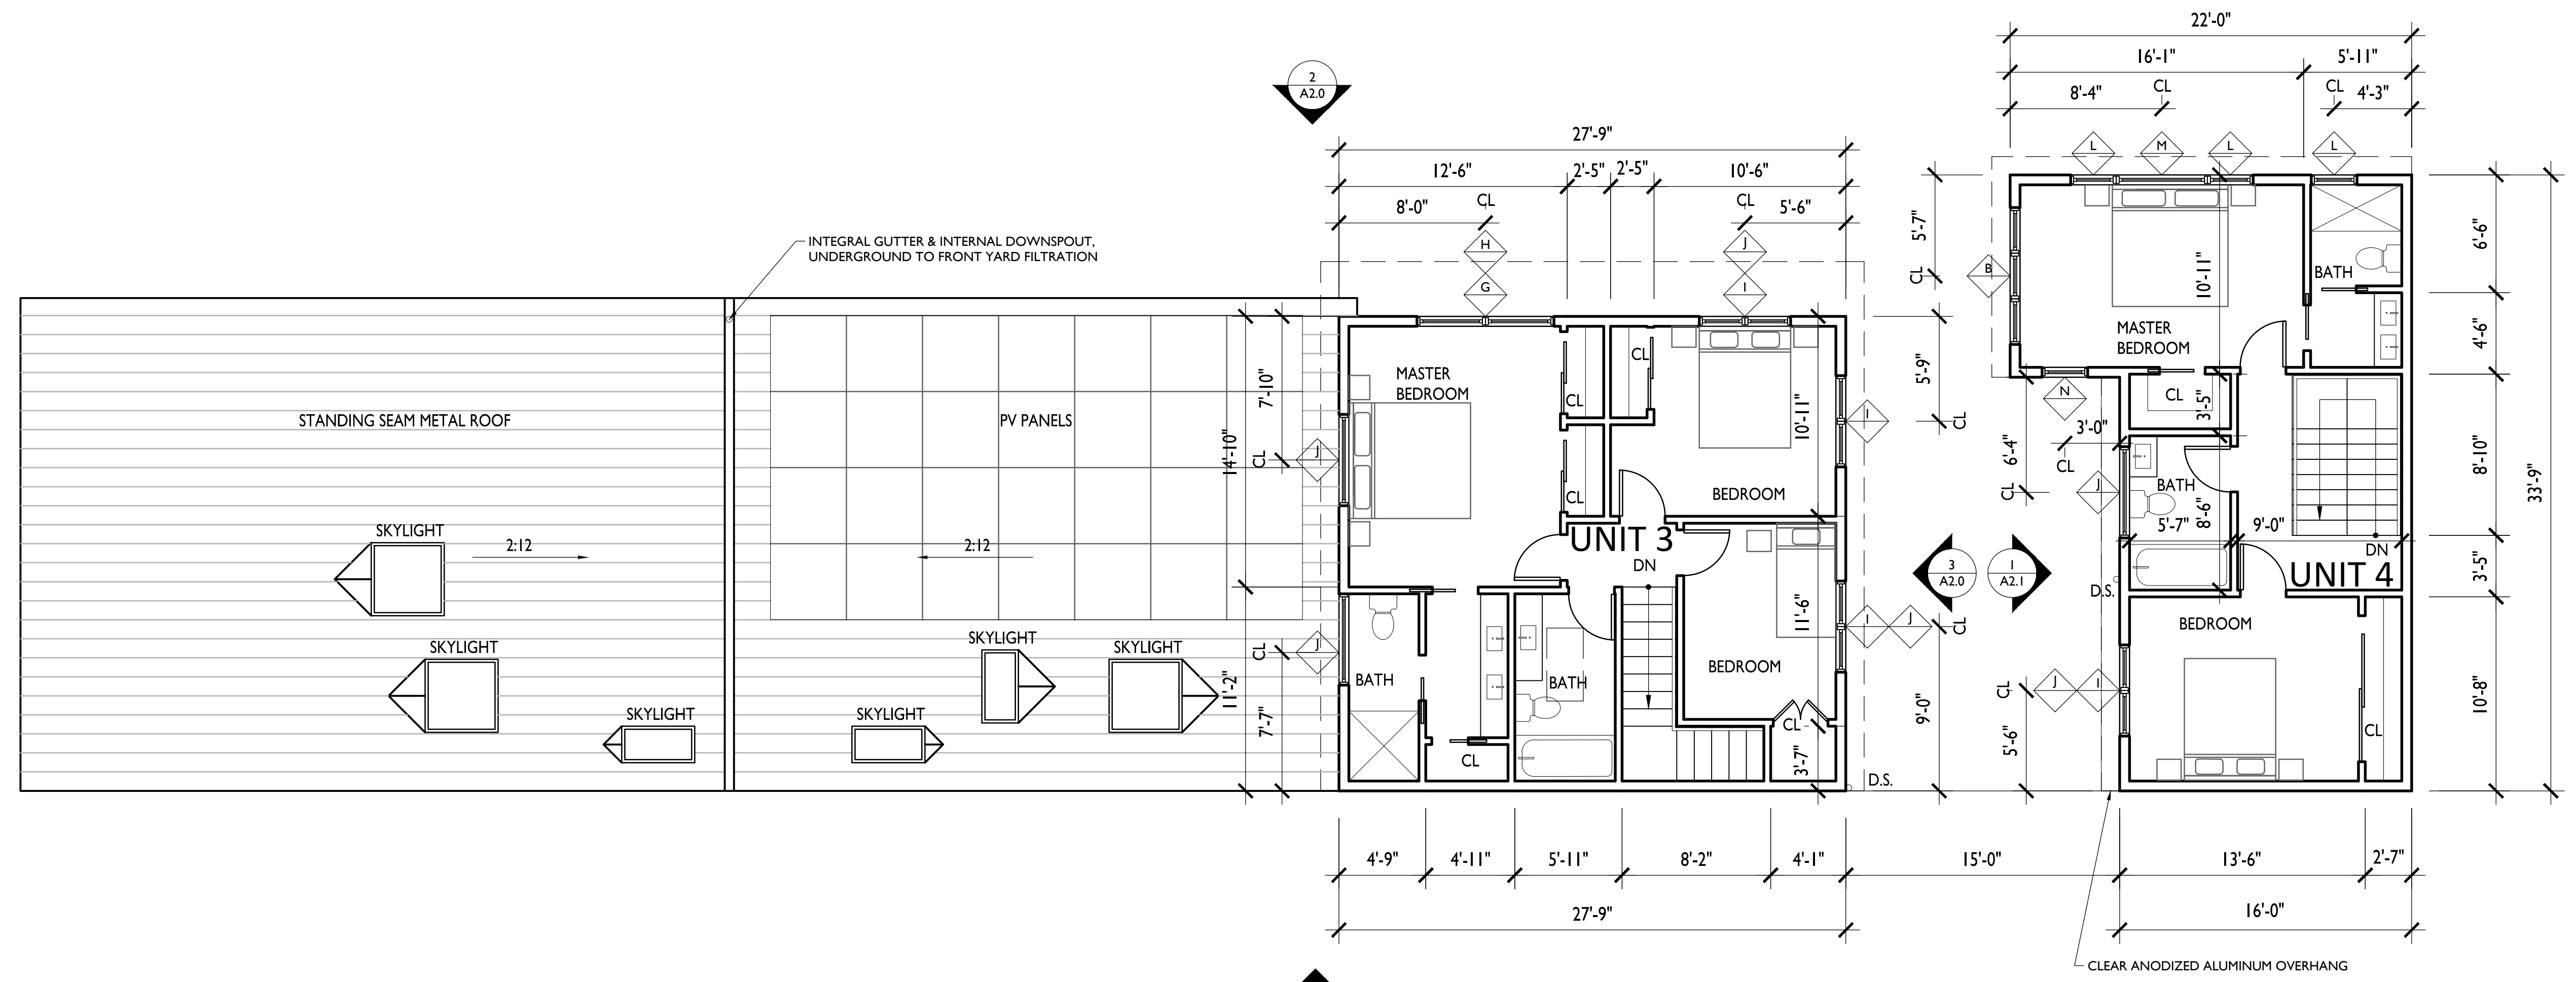 22'-0"
16'-1"
5'-11"
8'-4"
CL
CL
4'-3"
2
A2.0
27'-9"
12'-6"
2'-5"
2'-5"
10'-6"
8'-0"
CL
CL
5'-6"
L
M
L
L
H
J
G
I
INTEGRAL GUTTER & INTERNAL DOWNSPOUT,
UNDERGROUND TO FRONT YARD FILTRATION
STANDING SEAM METAL ROOF
PV PANELS
SKYLIGHT
2:12
2:12
SKYLIGHT
SKYLIGHT
SKYLIGHT
SKYLIGHT
SKYLIGHT
7'-10"
14'-10"
CL
J
CL
J
11'-2"
7'-7"
MASTER
BEDROOM
CL
CL
CL
10'-11"
BEDROOM
UNIT 3
DN
11'-6"
BEDROOM
BATH
BATH
CL
CL
3'-7"
D.S.
I
I
J
CL
CL
5'-9"
9'-0"
3
A2.0
1
A2.1
5'-7"
CL
B
10'-11"
MASTER
BEDROOM
BATH
N
CL
3'-5"
3'-0"
CL
6'-4"
CL
J
BATH
5'-7"
8'-6"
9'-0"
DN
UNIT 4
D.S.
BEDROOM
CL
J
I
CL
5'-6"
6'-6"
4'-6"
8'-10"
3'-5"
10'-8"
33'-9"
4'-9"
4'-11"
5'-11"
8'-2"
4'-1"
15'-0"
13'-6"
2'-7"
27'-9"
16'-0"
CLEAR ANODIZED ALUMINUM OVERHANG